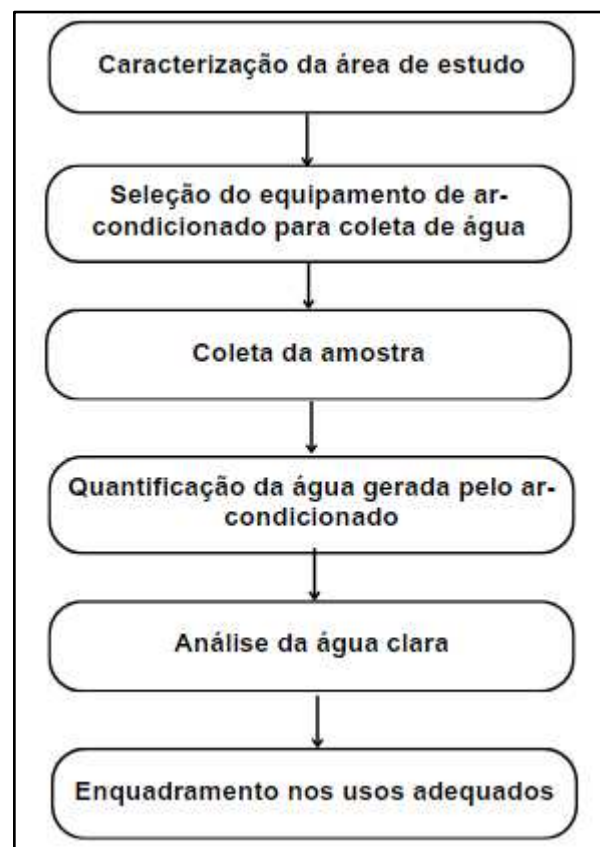 Caracterização da área de estudo
Seleção do equipamento de ar-
condicionado para coleta de água
Coleta da amostra
Quantificação da água gerada pelo ar-
condicionado
Análise da água clara
Enquadramento nos usos adequados